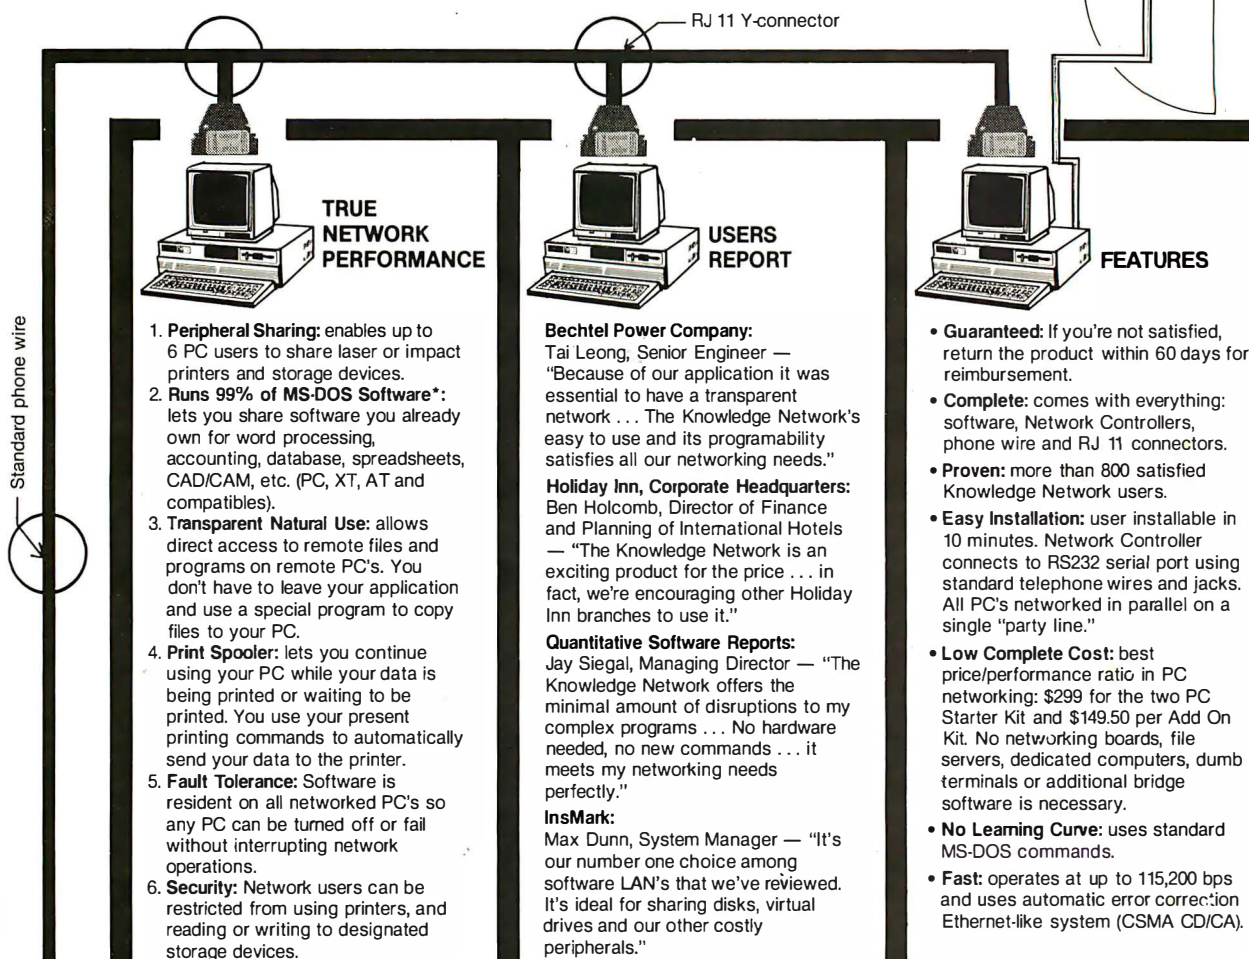 RJ 11 Y-connector
Standard phone wire
TRUE
NETWORK
PERFORMANCE
1. Peripheral Sharing: enables up to
6 PC users to share laser or impact
printers and storage devices.
2. Runs 99% of MS-DOS Software*:
lets you share software you already
own for word processing,
accounting, database, spreadsheets,
CAD/CAM, etc. (PC, XT, AT and
compatibles).
3. Transparent Natural Use: allows
direct access to remote files and
programs on remote PC's. You
don't have to leave your application
and use a special program to copy
files to your PC.
4. Print Spooler: lets you continue
using your PC while your data is
being printed or waiting to be
printed. You use your present
printing commands to automatically
send your data to the printer.
5. Fault Tolerance: Software is
resident on all networked PC's so
any PC can be turned off or fail
without interrupting network
operations.
6. Security: Network users can be
restricted from using printers, and
reading or writing to designated
storage devices.
USERS
REPORT
Bechtel Power Company:
Tai Leong, Senior Engineer —
“Because of our application it was
essential to have a transparent
network . . . The Knowledge Network's
easy to use and its programability
satisfies all our networking needs.”
Holiday Inn, Corporate Headquarters:
Ben Holcomb, Director of Finance
and Planning of International Hotels
— “The Knowledge Network is an
exciting product for the price . . . in
fact, we're encouraging other Holiday
Inn branches to use it.”
Quantitative Software Reports:
Jay Siegal, Managing Director — “The
Knowledge Network offers the
minimal amount of disruptions to my
complex programs . . . No hardware
needed, no new commands . . . it
meets my networking needs
perfectly.”
InsMark:
Max Dunn, System Manager — “It's
our number one choice among
software LAN's that we've reviewed.
It's ideal for sharing disks, virtual
drives and our other costly
peripherals.”
FEATURES
• Guaranteed: If you're not satisfied,
return the product within 60 days for
reimbursement.
• Complete: comes with everything:
software, Network Controllers,
phone wire and RJ 11 connectors.
• Proven: more than 800 satisfied
Knowledge Network users.
• Easy Installation: user installable in
10 minutes. Network Controller
connects to RS232 serial port using
standard telephone wires and jacks.
All PC's networked in parallel on a
single “party line.”
• Low Complete Cost: best
price/performance ratio in PC
networking: $299 for the two PC
Starter Kit and $149.50 per Add On
Kit. No networking boards, file
servers, dedicated computers, dumb
terminals or additional bridge
software is necessary.
• No Learning Curve: uses standard
MS-DOS commands.
• Fast: operates at up to 115,200 bps
and uses automatic error correction
Ethernet-like system (CSMA CD/CA).